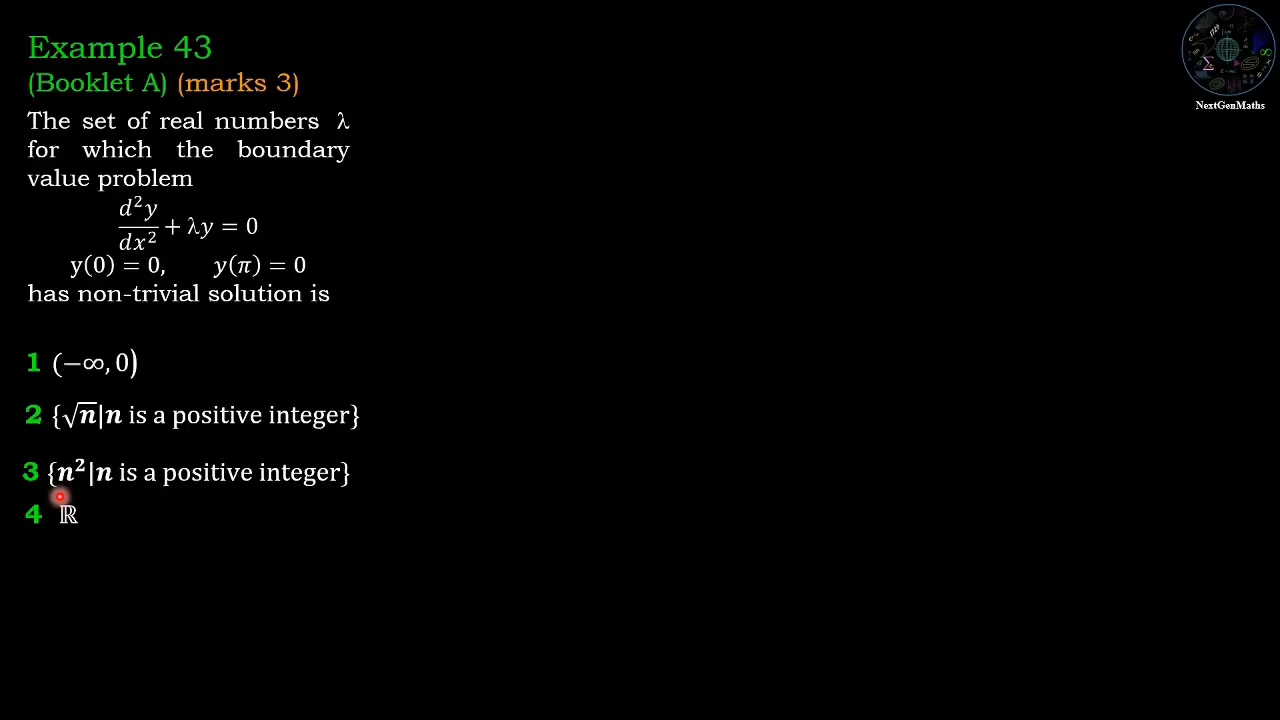 Example 43
(Booklet A) (marks 3)
The set of real numbers λ
for which the boundary
value problem
d²y/dx² + λy = 0
y(0) = 0, y(π) = 0
has non-trivial solution is
1 (−∞, 0)
2 {√n|n is a positive integer}
3 {n²|n is a positive integer}
4 ℝ
NextGenMaths